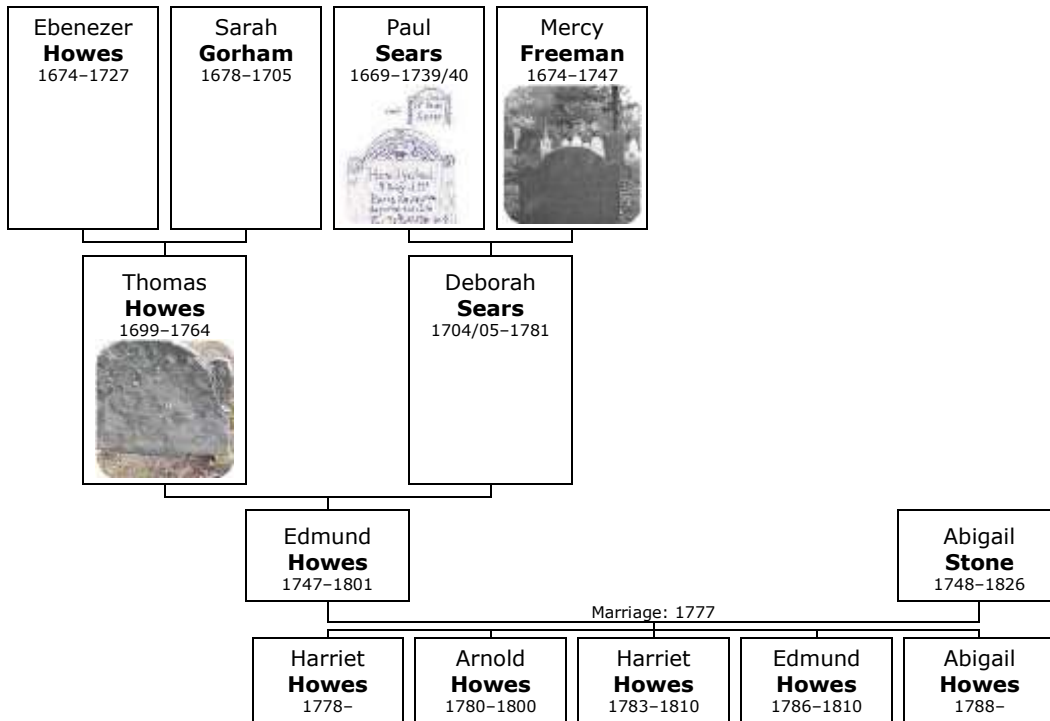 Ebenezer
Howes
1674–1727
Sarah
Gorham
1678–1705
Paul
Sears
1669–1739/40
Mercy
Freeman
1674–1747
Thomas
Howes
1699–1764
Deborah
Sears
1704/05–1781
Edmund
Howes
1747–1801
Abigail
Stone
1748–1826
Marriage: 1777
Harriet
Howes
1778–
Arnold
Howes
1780–1800
Harriet
Howes
1783–1810
Edmund
Howes
1786–1810
Abigail
Howes
1788–